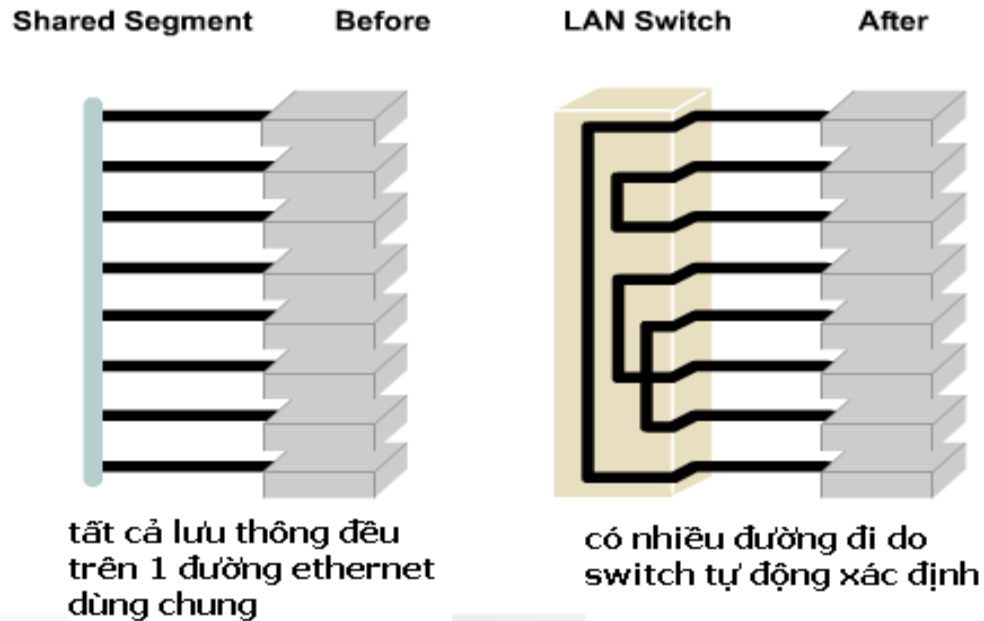 Shared Segment Before
LAN Switch After
tất cả lưu thông đều
trên 1 đường ethernet
dùng chung
có nhiều đường đi do
switch tự động xác định